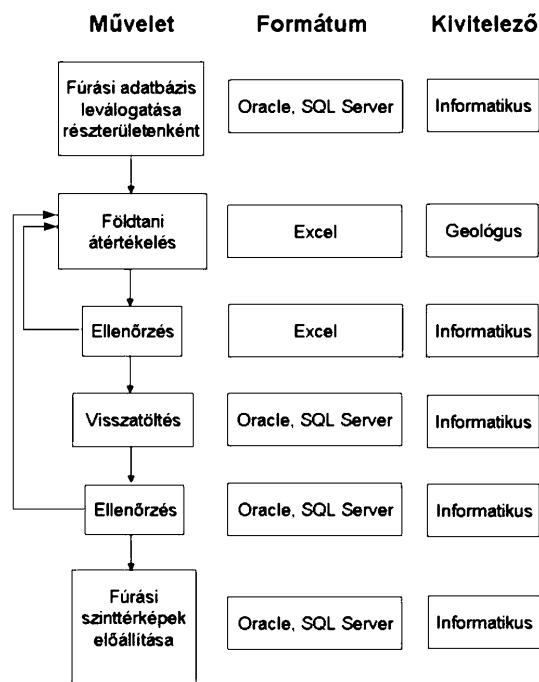 Művelet Formátum Kivitelező
Fúrási adatbázis
leválogatása
részterületenként
Oracle, SQL Server
Informatikus
Földtani
átértékelés
Excel
Geológus
Ellenőrzés
Excel
Informatikus
Visszatöltés
Oracle, SQL Server
Informatikus
Ellenőrzés
Oracle, SQL Server
Informatikus
Fúrási
szinttérképek
előállítása
Oracle, SQL Server
Informatikus